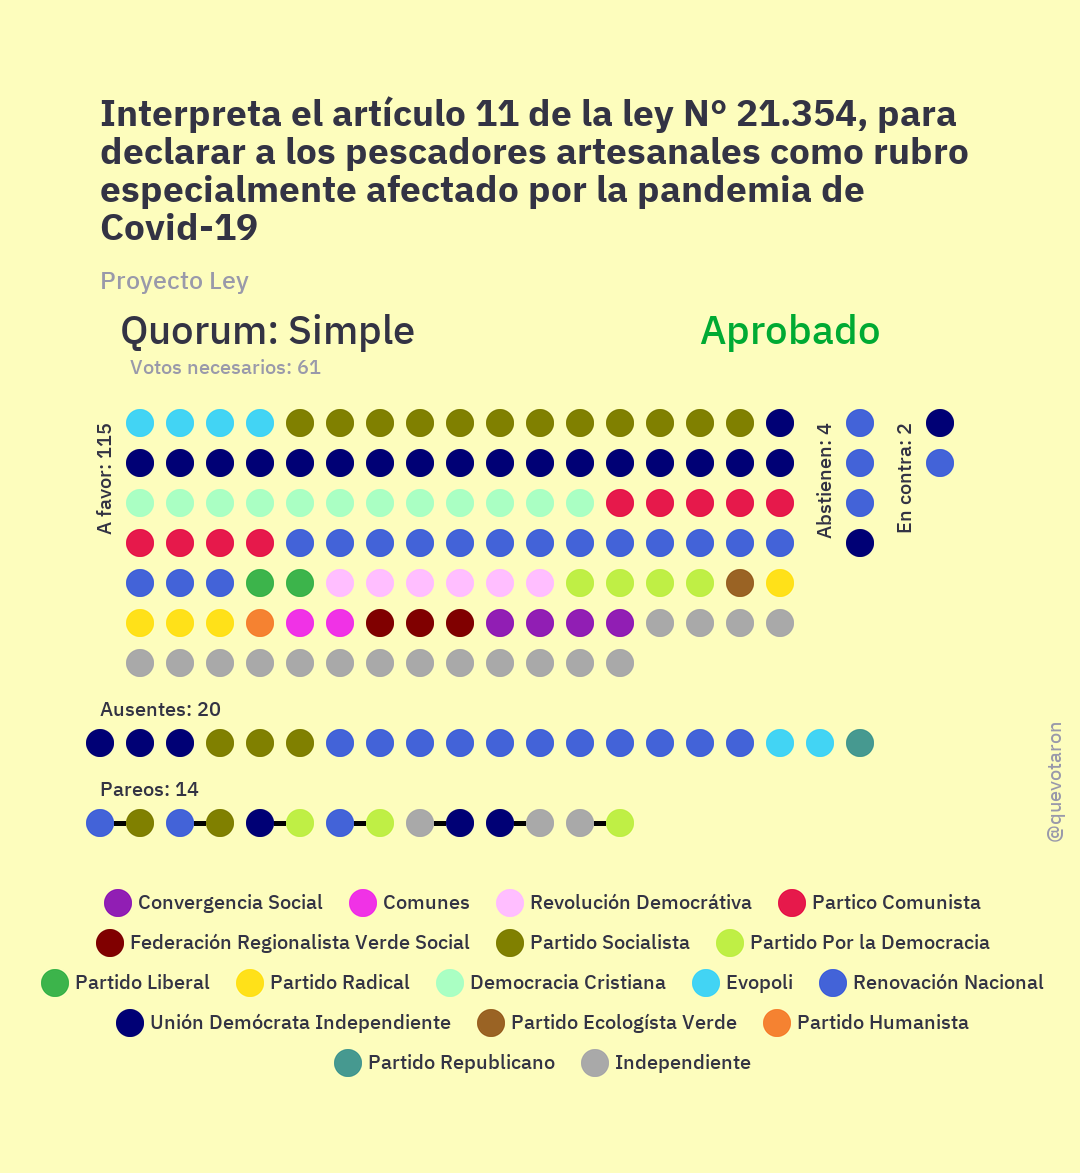 Interpreta el artículo 11 de la ley Nº 21.354, para
declarar a los pescadores artesanales como rubro
especialmente afectado por la pandemia de
Covid-19
Proyecto Ley
Quorum: Simple
Aprobado
Votos necesarios: 61
A favor: 115
Abstienen: 4
En contra: 2
Ausentes: 20
Pareos: 14
@quevotaron
Convergencia Social
Comunes
Revolución Democrátiva
Partico Comunista
Federación Regionalista Verde Social
Partido Socialista
Partido Por la Democracia
Partido Liberal
Partido Radical
Democracia Cristiana
Evopoli
Renovación Nacional
Unión Demócrata Independiente
Partido Ecologísta Verde
Partido Humanista
Partido Republicano
Independiente